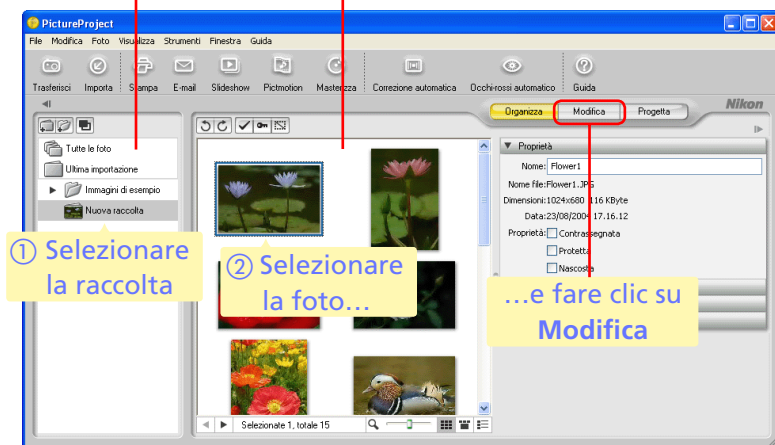 PictureProject
File Modifica Foto Visualizza Strumenti Finestra Guida
Trasferisci Importa Stampa E-mail Slideshow Pictmotion Masterizza Correzione automatica Occhi-rossi automatico Guida
Organizza Modifica Progetta Nikon
Tutte le foto
Ultima importazione
Immagini di esempio
Nuova raccolta
① Selezionare
la raccolta
② Selezionare
la foto...
Proprietà
Nome: Flower1
Nome file:Flower1.JPG
Dimensioni:1024x680 116 KByte
Data:23/08/2004 17.16.12
Proprietà: Contrassegnata
Protetta
Nascosta
...e fare clic su
Modifica
Selezionate 1, totale 15